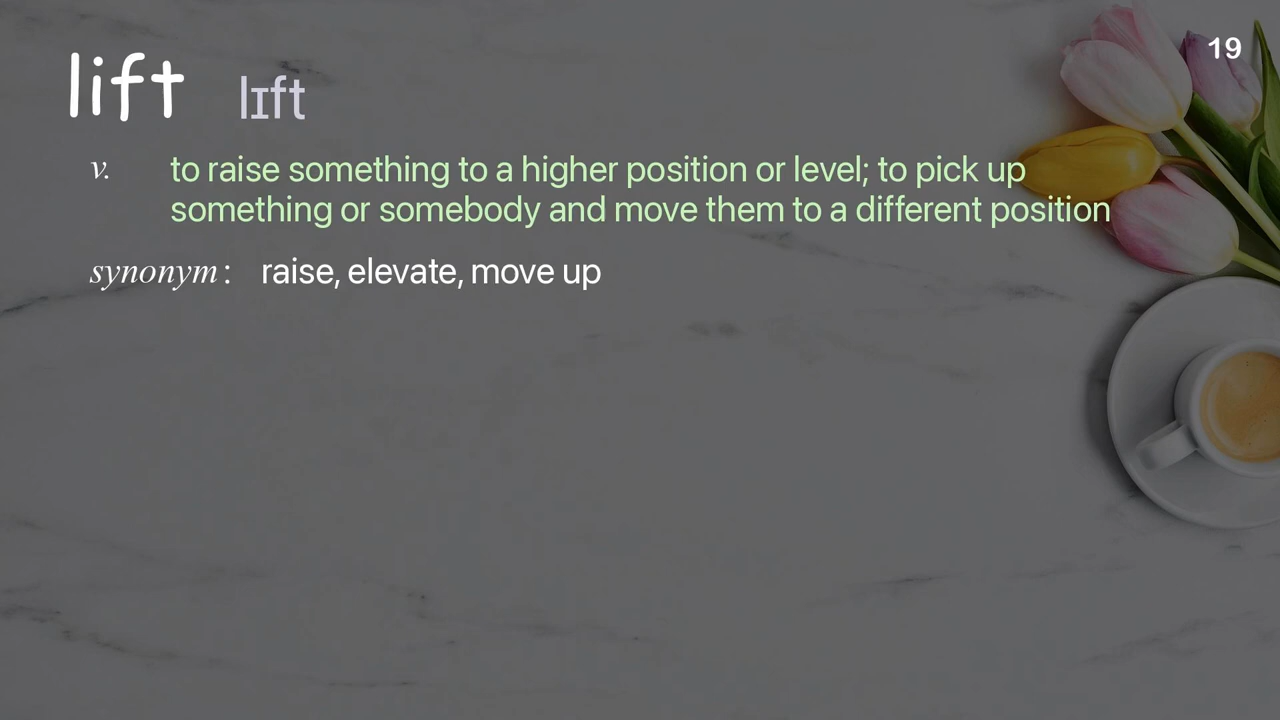 19
lift lɪft
v. to raise something to a higher position or level; to pick up
something or somebody and move them to a different position
synonym: raise, elevate, move up